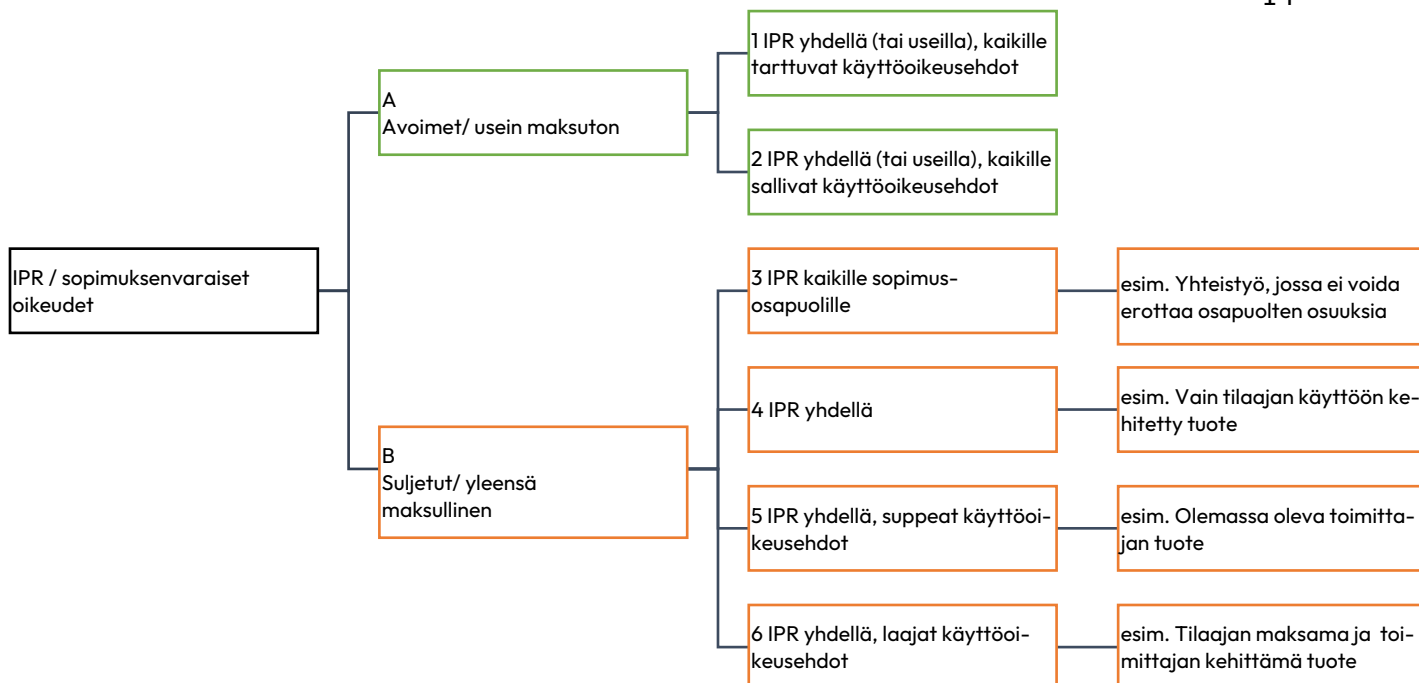 1 IPR yhdellä (tai useilla), kaikille
tarttuvat käyttöoikeusehdot
A
Avoimet/ usein maksuton
2 IPR yhdellä (tai useilla), kaikille
sallivat käyttöoikeusehdot
IPR / sopimuksenvaraiset
oikeudet
3 IPR kaikille sopimus-
osapuolille
esim. Yhteistyö, jossa ei voida
erottaa osapuolten osuuksia
4 IPR yhdellä
esim. Vain tilaajan käyttöön ke-
hitetty tuote
B
Suljetut/ yleensä
maksullinen
5 IPR yhdellä, suppeat käyttöoi-
keusehdot
esim. Olemassa oleva toimitta-
jan tuote
6 IPR yhdellä, laajat käyttöoi-
keusehdot
esim. Tilaajan maksama ja  toi-
mittajan kehittämä tuote